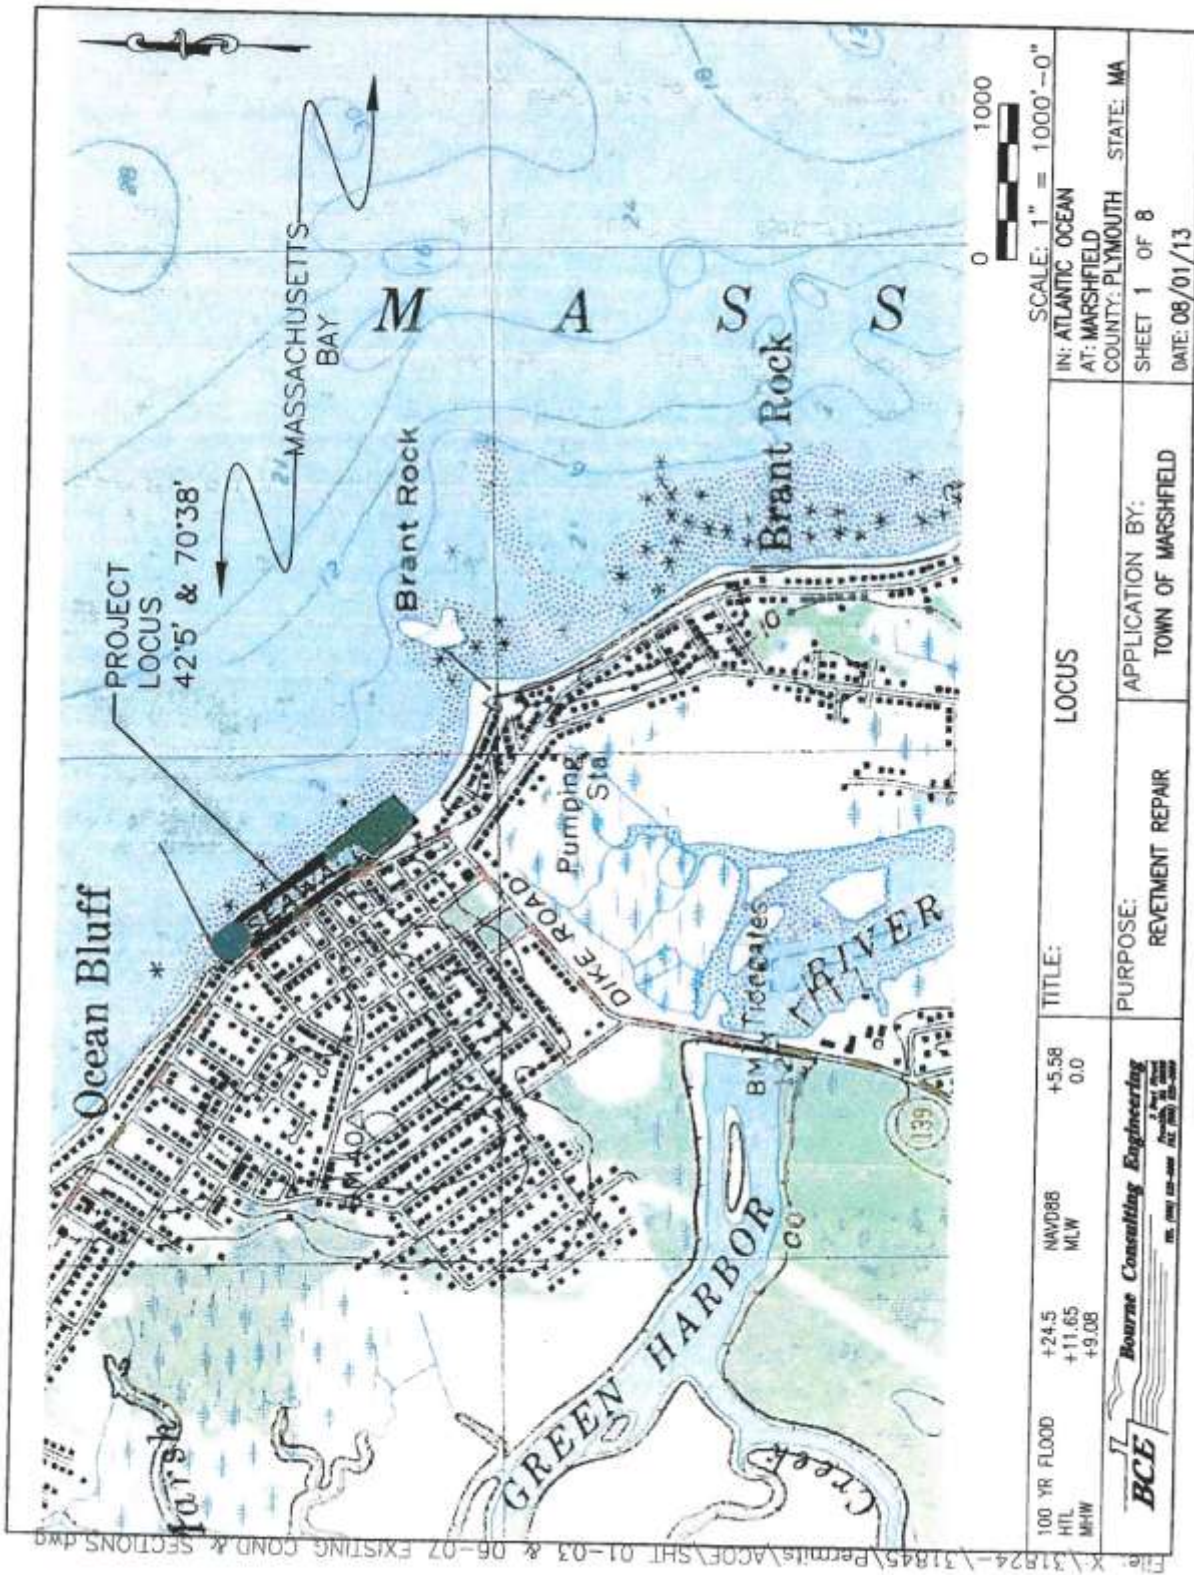 Ocean Bluff
PROJECT
LOCUS
42°5' & 70°38'
MASSACHUSETTS
BAY
SEAWALL
Brant Rock
M A S S
Brant Rock
Marsh
DIKE ROAD
Pumping
Sta
10
BM
Tidegates
RIVER
GREEN HARBOR
Creek
139
0 1000
SCALE: 1" = 1000'-0"
100 YR FLOOD +24.5 NAVD88 +5.58
HTL +11.65 MLW 0.0
MHW +9.08
TITLE:
LOCUS
IN: ATLANTIC OCEAN
AT: MARSHFIELD
COUNTY: PLYMOUTH STATE: MA
BCE
Bourne Consulting Engineering
PURPOSE:
REVETMENT REPAIR
APPLICATION BY:
TOWN OF MARSHFIELD
SHEET 1 OF 8
DATE: 08/01/13
File: X:\31824-\31845\Permits\ACOE\SHT 01-03 & 06-07 EXISTING COND & SECTIONS.dwg